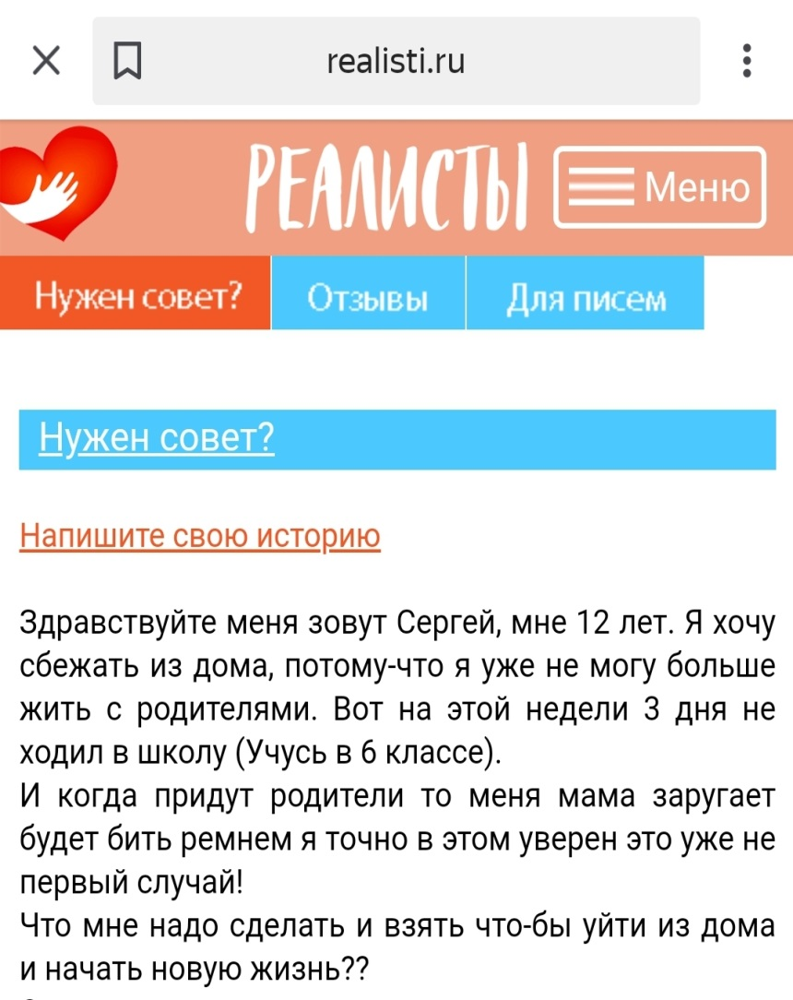 realisti.ru
РЕАЛИСТЫ
Меню
Нужен совет?
Отзывы
Для писем
Нужен совет?
Напишите свою историю
Здравствуйте меня зовут Сергей, мне 12 лет. Я хочу
сбежать из дома, потому-что я уже не могу больше
жить с родителями. Вот на этой недели 3 дня не
ходил в школу (Учусь в 6 классе).
И когда придут родители то меня мама заругает
будет бить ремнем я точно в этом уверен это уже не
первый случай!
Что мне надо сделать и взять что-бы уйти из дома
и начать новую жизнь??